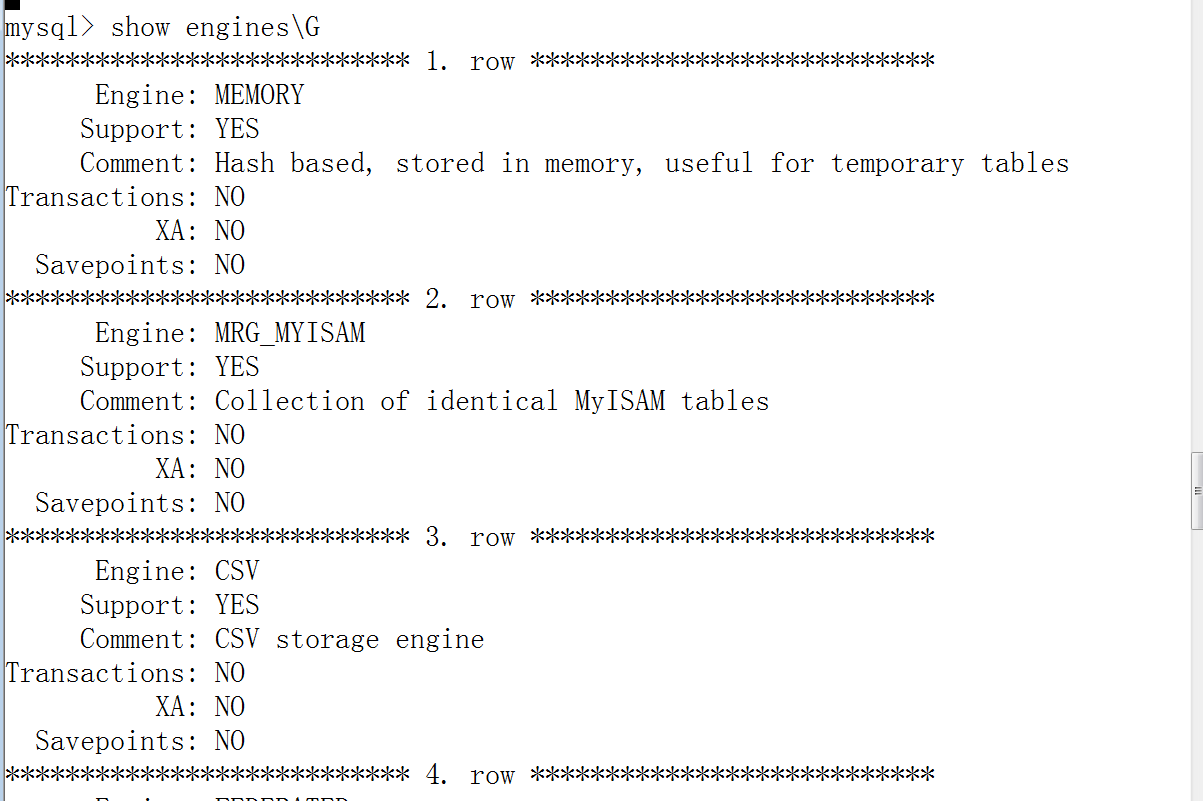 mysql> show engines\G
*************************** 1. row ***************************
      Engine: MEMORY
     Support: YES
     Comment: Hash based, stored in memory, useful for temporary tables
Transactions: NO
          XA: NO
  Savepoints: NO
*************************** 2. row ***************************
      Engine: MRG_MYISAM
     Support: YES
     Comment: Collection of identical MyISAM tables
Transactions: NO
          XA: NO
  Savepoints: NO
*************************** 3. row ***************************
      Engine: CSV
     Support: YES
     Comment: CSV storage engine
Transactions: NO
          XA: NO
  Savepoints: NO
*************************** 4. row ***************************